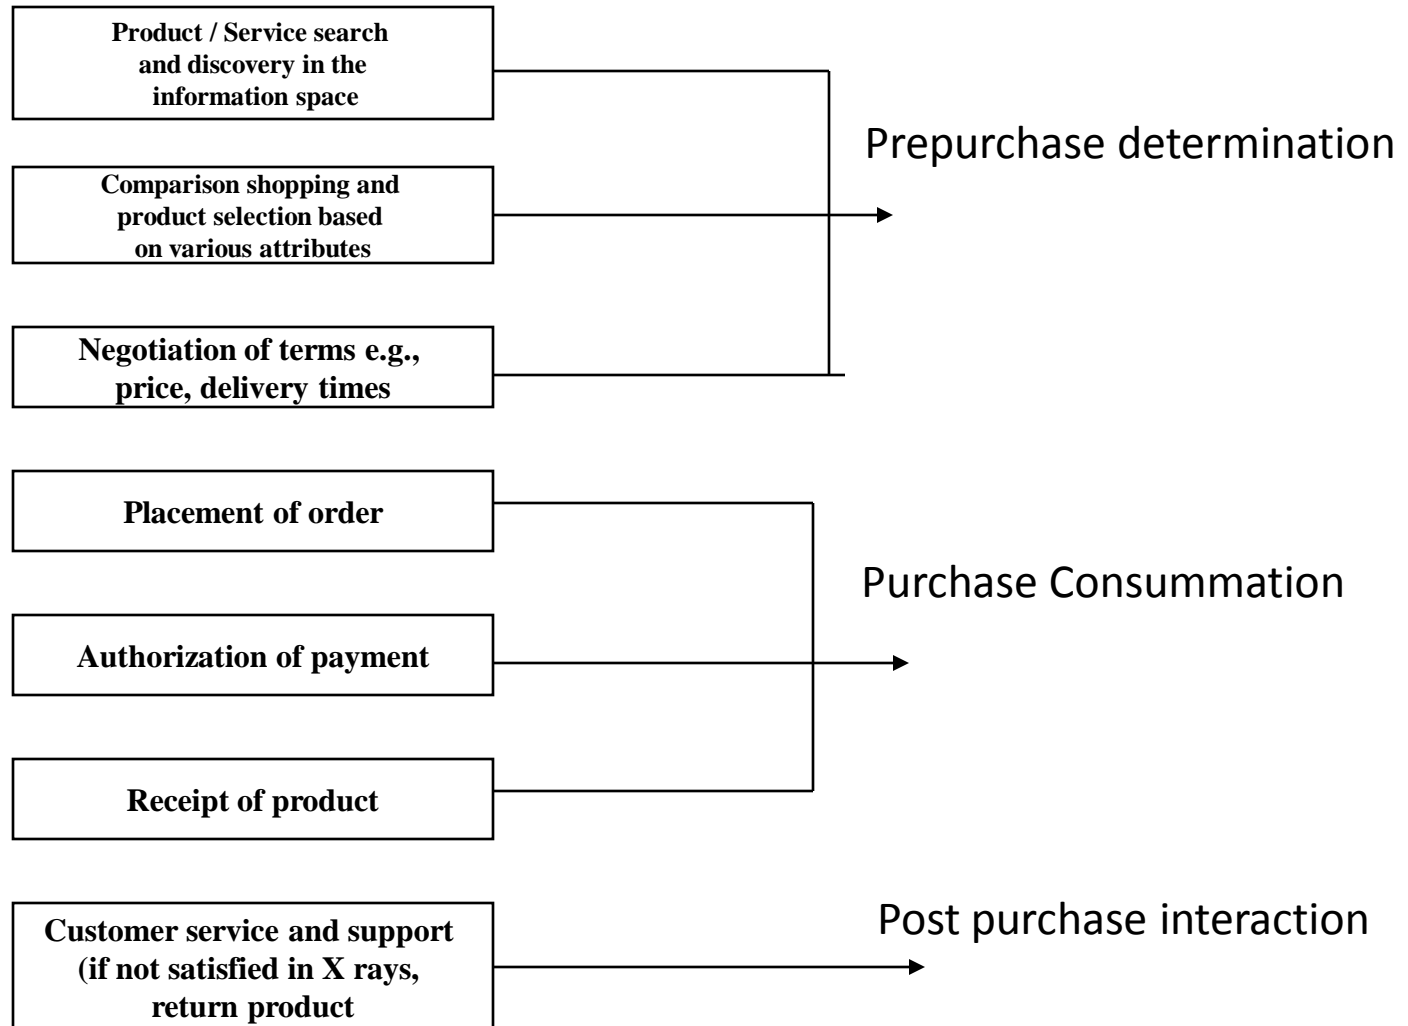 Product / Service search
and discovery in the
information space
Prepurchase determination
Comparison shopping and
product selection based
on various attributes
Negotiation of terms e.g.,
price, delivery times
Placement of order
Purchase Consummation
Authorization of payment
Receipt of product
Customer service and support
(if not satisfied in X rays,
return product
Post purchase interaction